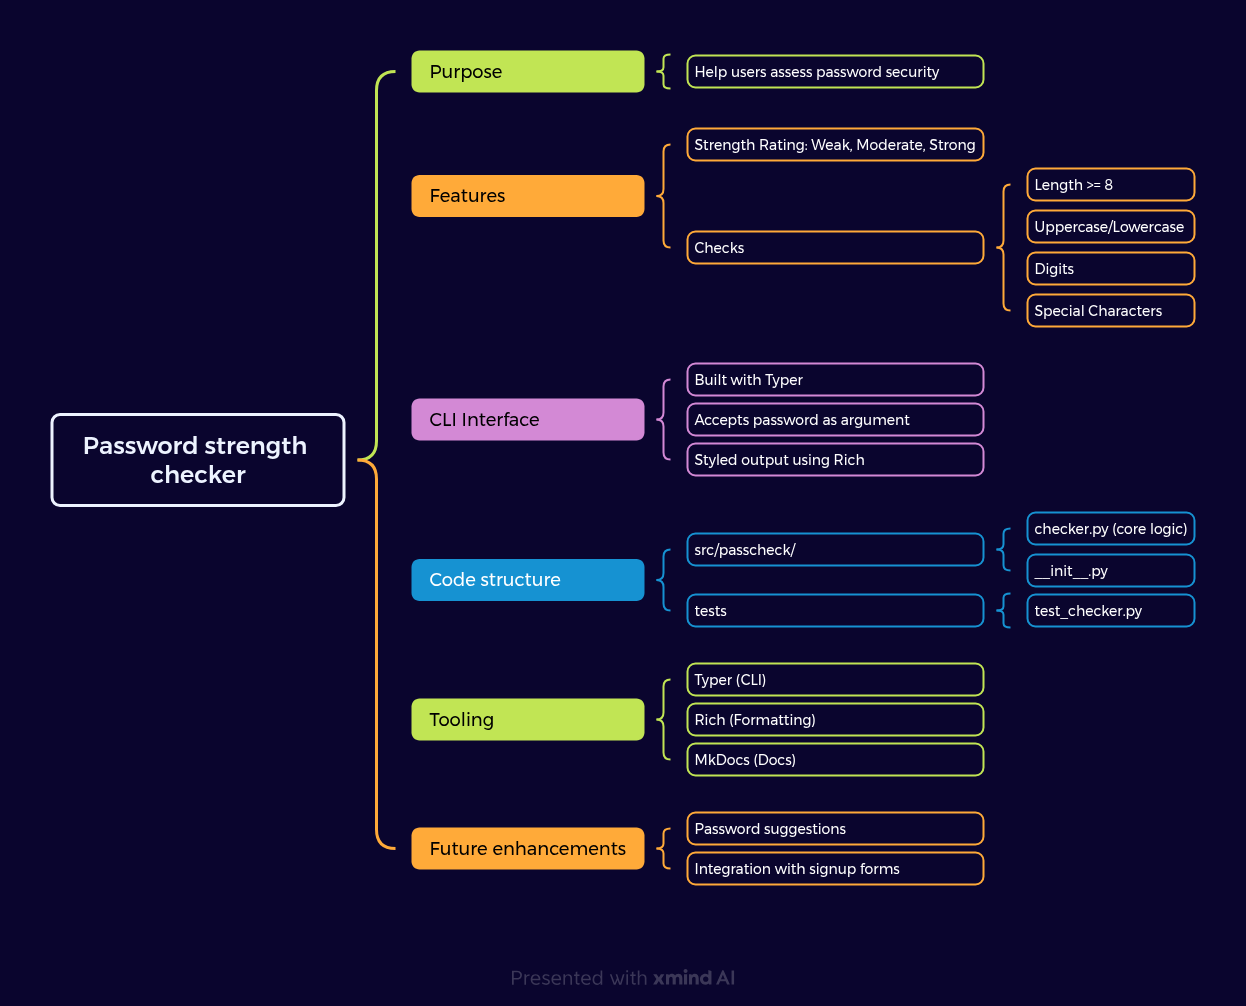 Purpose
Help users assess password security
Features
Strength Rating: Weak, Moderate, Strong
Checks
Length >= 8
Uppercase/Lowercase
Digits
Special Characters
Password strength
checker
CLI Interface
Built with Typer
Accepts password as argument
Styled output using Rich
Code structure
src/passcheck/
checker.py (core logic)
__init__.py
tests
test_checker.py
Tooling
Typer (CLI)
Rich (Formatting)
MkDocs (Docs)
Future enhancements
Password suggestions
Integration with signup forms
Presented with xmind AI